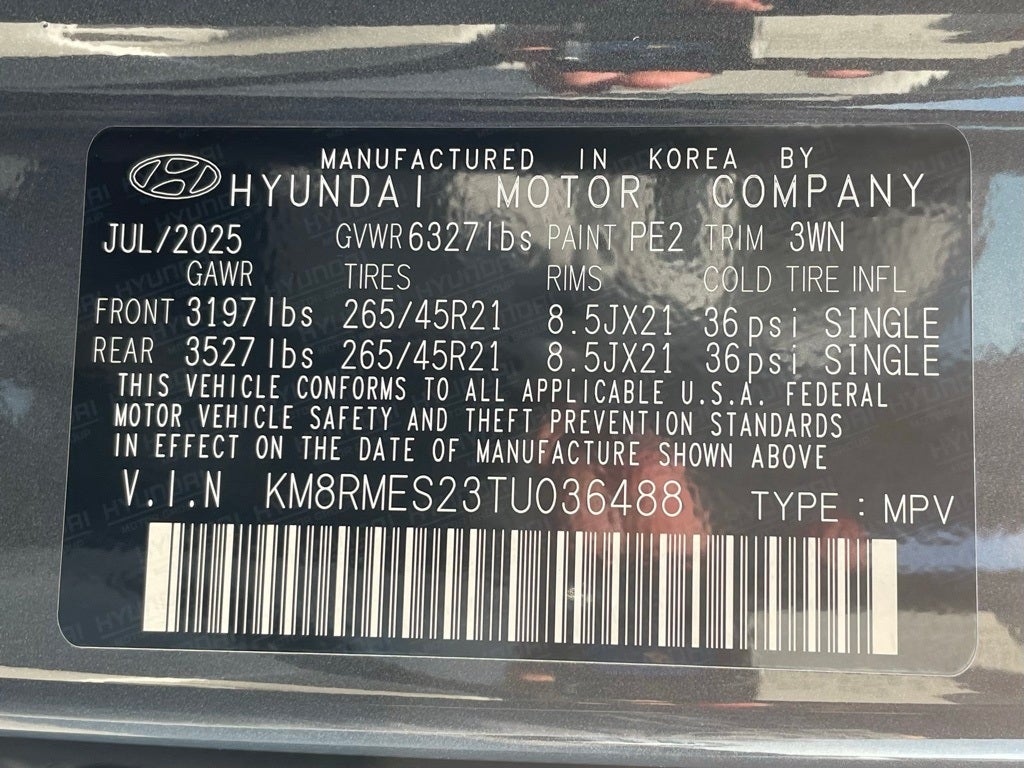 MANUFACTURED IN KOREA BY
HYUNDAI MOTOR COMPANY
JUL/2025 GVWR 6327lbs PAINT PE2 TRIM 3WN
GAWR TIRES RIMS COLD TIRE INFL
FRONT 3197lbs 265/45R21 8.5JX21 36psi SINGLE
REAR 3527lbs 265/45R21 8.5JX21 36psi SINGLE
THIS VEHICLE CONFORMS TO ALL APPLICABLE U.S.A. FEDERAL
MOTOR VEHICLE SAFETY AND THEFT PREVENTION STANDARDS
IN EFFECT ON THE DATE OF MANUFACTURE SHOWN ABOVE
V.I.N KM8RMES23TU036488 TYPE : MPV